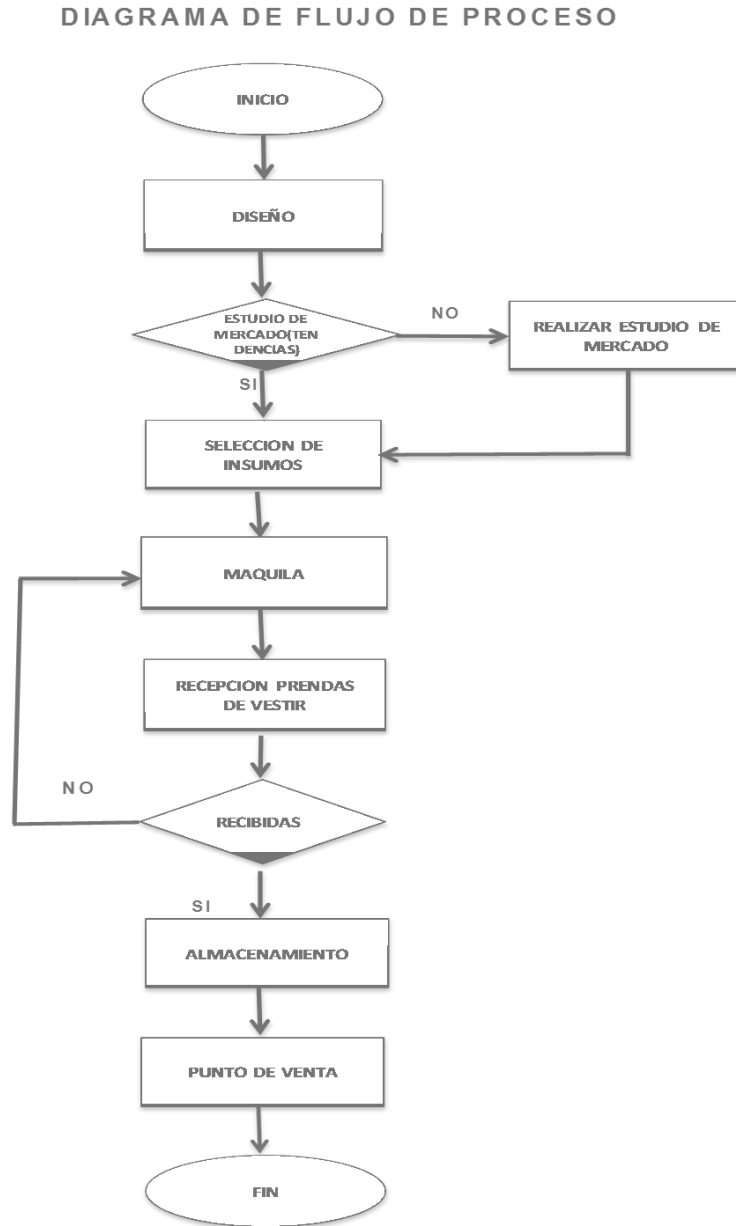 DIAGRAMA DE FLUJO DE PROCESO
INICIO
DISEÑO
ESTUDIO DE
MERCADO(TEN
DENCIAS)
NO
REALIZAR ESTUDIO DE
MERCADO
SI
SELECCION DE
INSUMOS
MAQUILA
RECEPCION PRENDAS
DE VESTIR
NO
RECIBIDAS
SI
ALMACENAMIENTO
PUNTO DE VENTA
FIN